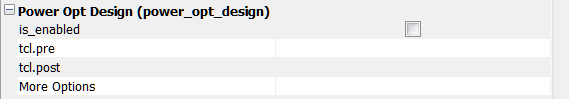 Power Opt Design (power_opt_design)
is_enabled
tcl.pre
tcl.post
More Options